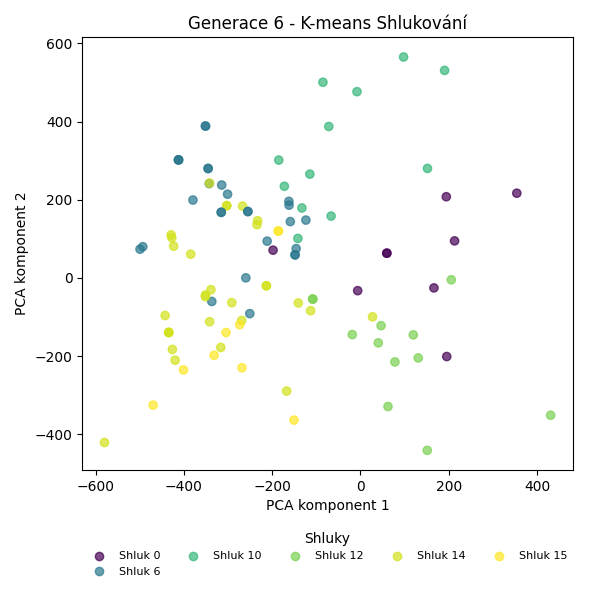 Generace 6 - K-means Shlukování
600
400
200
0
−200
−400
PCA komponent 2
−600
−400
−200
0
200
400
PCA komponent 1
Shluky
Shluk 0
Shluk 10
Shluk 12
Shluk 14
Shluk 15
Shluk 6